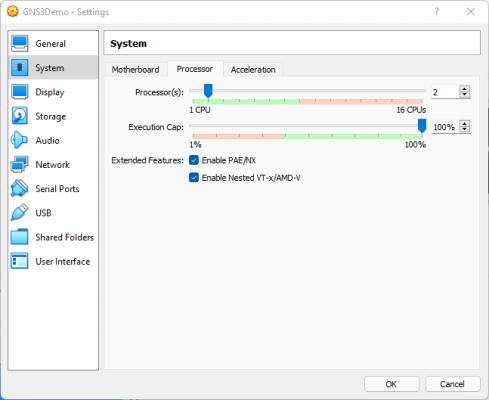 GNS3Demo - Settings
?
General
System
Display
Storage
Audio
Network
Serial Ports
USB
Shared Folders
User Interface
System
Motherboard Processor Acceleration
Processor(s): 2
1 CPU 16 CPUs
Execution Cap: 100%
1% 100%
Extended Features: Enable PAE/NX
Enable Nested VT-x/AMD-V
OK Cancel